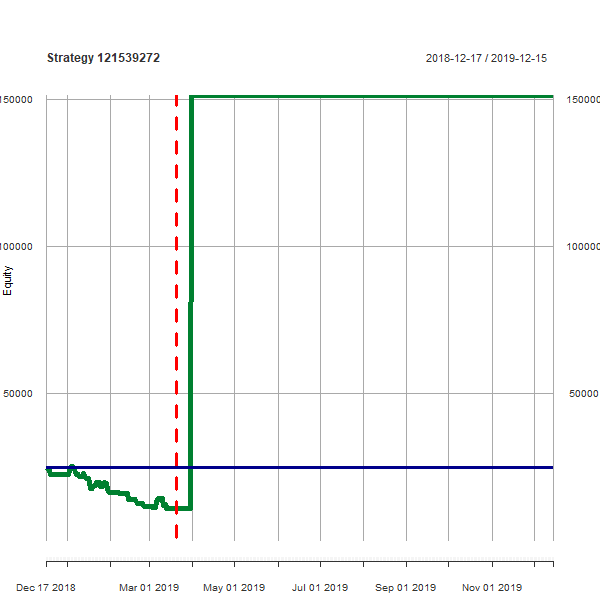 Strategy 121539272
2018-12-17 / 2019-12-15
150000
150000
100000
100000
Equity
50000
50000
Dec 17 2018
Mar 01 2019
May 01 2019
Jul 01 2019
Sep 01 2019
Nov 01 2019